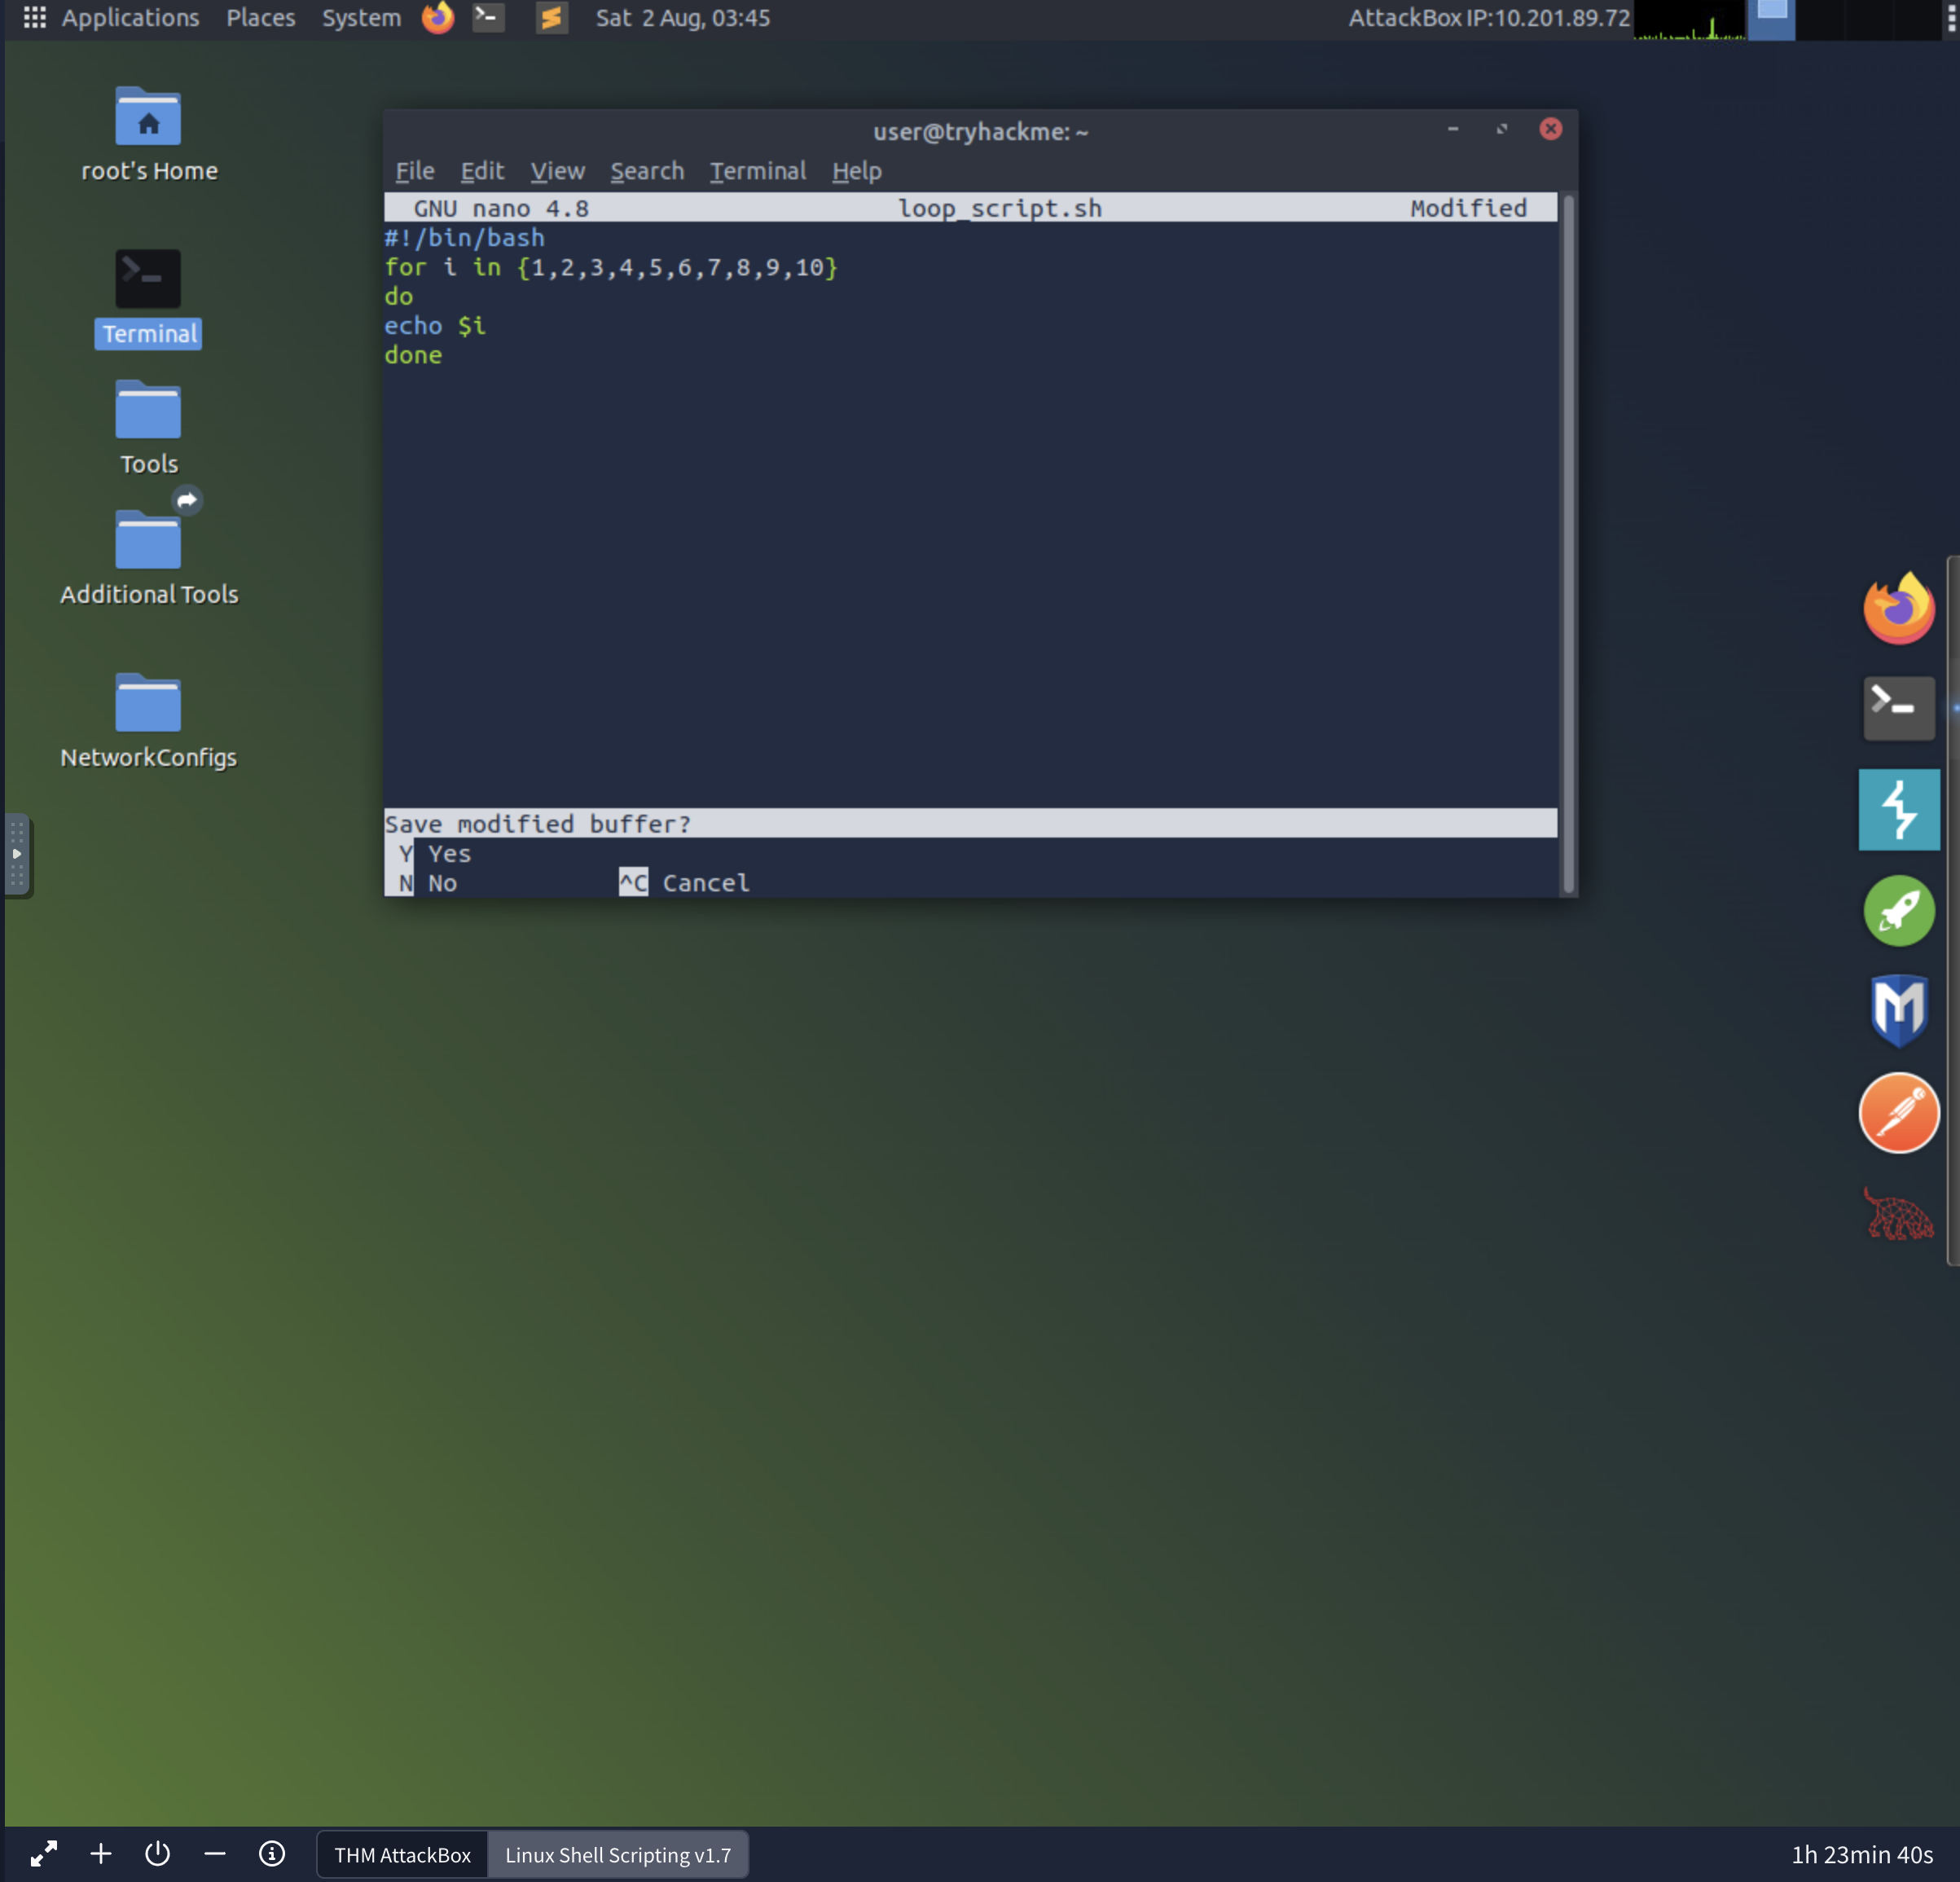 Applications Places System Sat 2 Aug, 03:45 AttackBox IP:10.201.89.72
root's Home
Terminal
Tools
Additional Tools
NetworkConfigs
user@tryhackme: ~
File Edit View Search Terminal Help
GNU nano 4.8 loop_script.sh Modified
#!/bin/bash
for i in {1,2,3,4,5,6,7,8,9,10}
do
echo $i
done
Save modified buffer?
Y Yes
N No ^C Cancel
THM AttackBox Linux Shell Scripting v1.7 1h 23min 40s